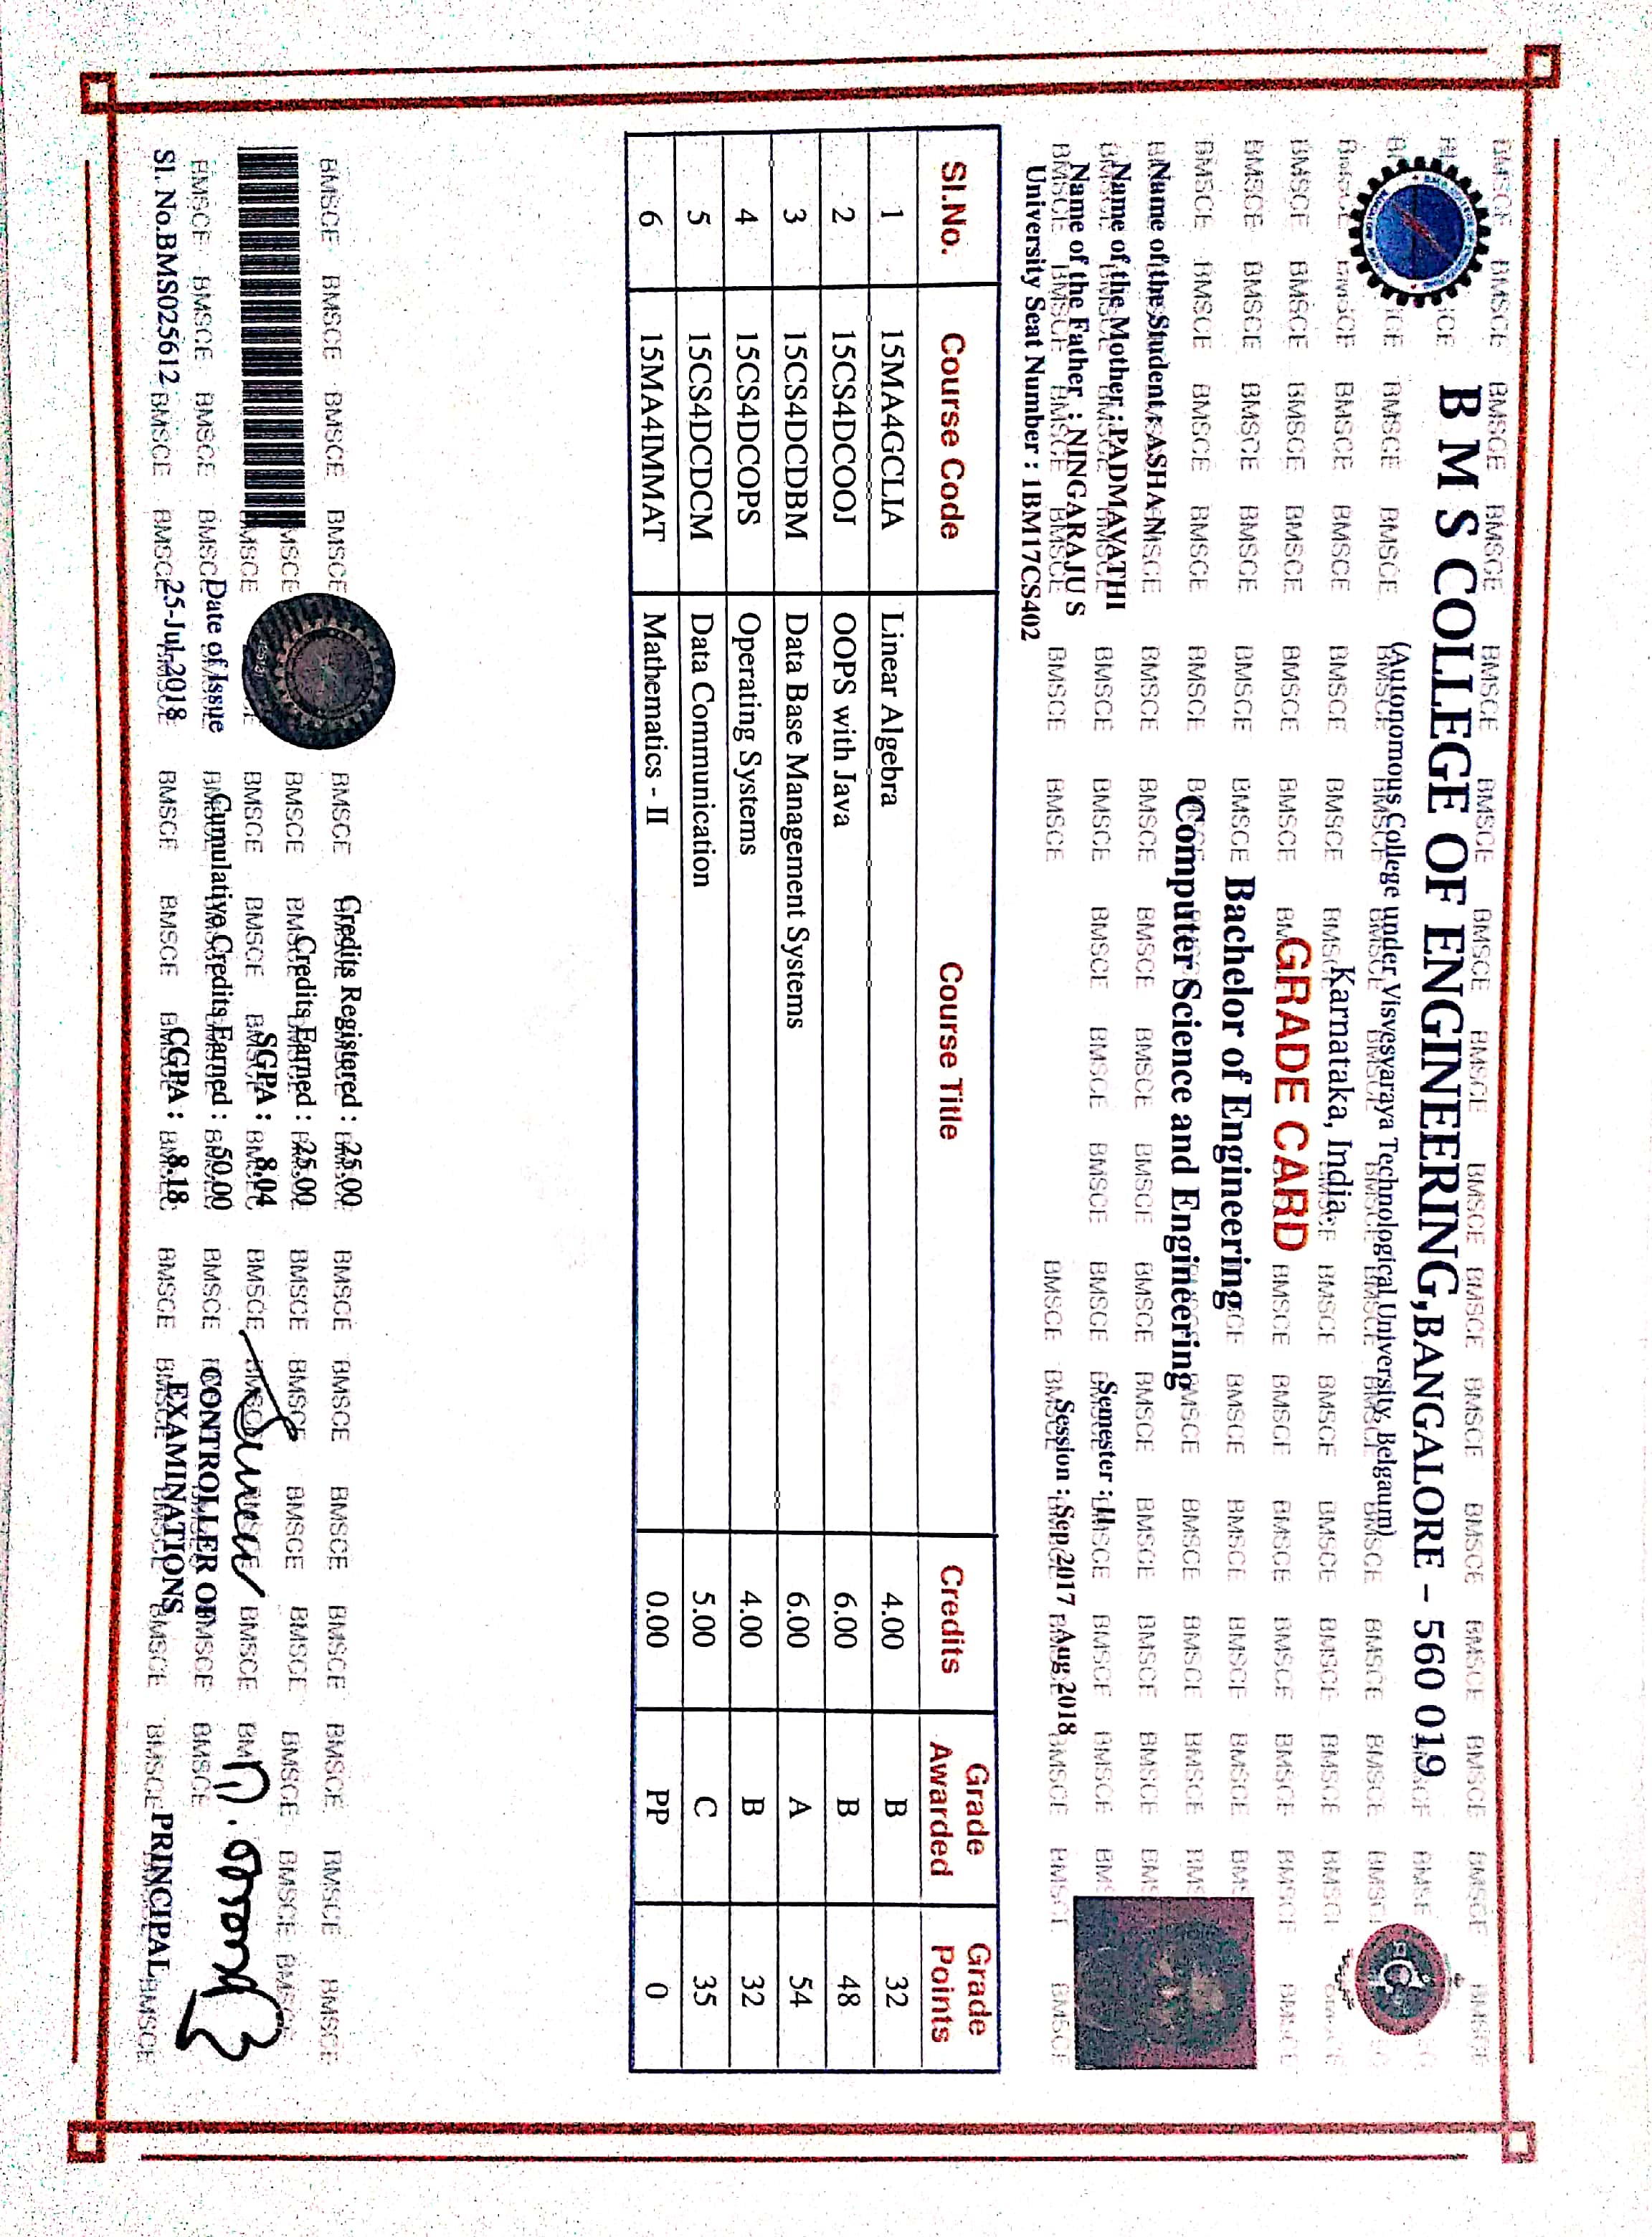 B M S COLLEGE OF ENGINEERING, BANGALORE – 560 019
(Autonomous College under Visvesvaraya Technological University, Belgaum)
Karnataka, India.
GRADE CARD
Bachelor of Engineering
Computer Science and Engineering
Name of the Student : ASHA N
Name of the Mother : PADMAVATHI
Semester :
Name of the Father : NINGARAJU S
Session : Sep 2017 - Aug 2018
University Seat Number : 1BM17CS402
Sl.No. Course Code Course Title Credits Grade Awarded Grade Points
1 15MA4GCLIA Linear Algebra 4.00 B 32
2 15CS4DCOOJ OOPS with Java 6.00 B 48
3 15CS4DCDBM Data Base Management Systems 6.00 A 54
4 15CS4DCOPS Operating Systems 4.00 B 32
5 15CS4DCDCM Data Communication 5.00 C 35
6 15MA4IMMAT Mathematics - II 0.00 PP 0
Credits Registered : 25.00
Credits Earned : 25.00
SGPA : 8.04
Date of Issue Cumulative Credits Earned : 50.00 CONTROLLER OF
Sl. No.BMS025612 25-Jul-2018 CGPA : 8.18 EXAMINATIONS PRINCIPAL